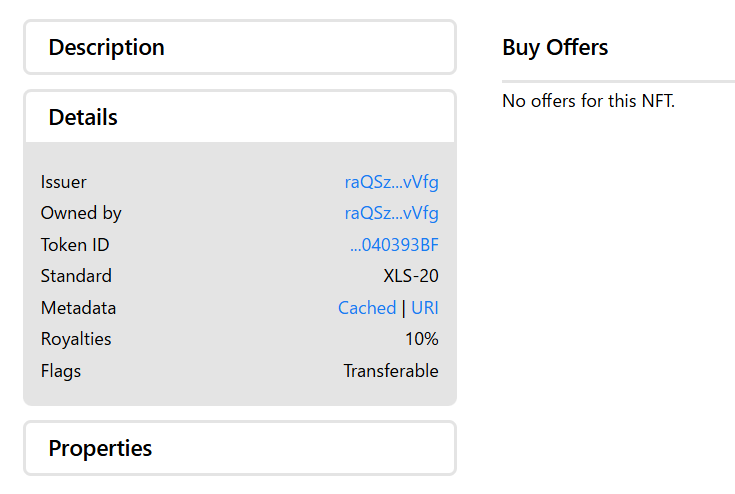 Description
Details
Issuer raQSz...vVfg
Owned by raQSz...vVfg
Token ID ...040393BF
Standard XLS-20
Metadata Cached | URI
Royalties 10%
Flags Transferable
Properties
Buy Offers
No offers for this NFT.